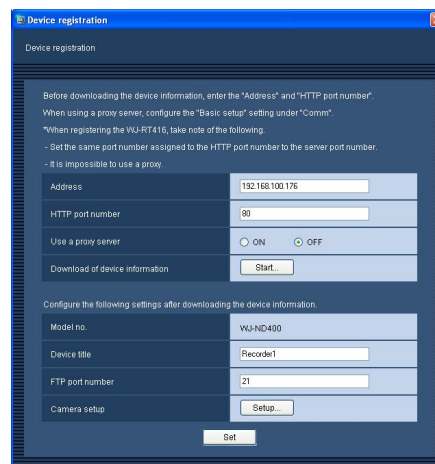 Device registration
Device registration
Before downloading the device information, enter the "Address" and "HTTP port number".
When using a proxy server, configure the "Basic setup" setting under "Comm".
*When registering the WJ-RT416, take note of the following.
- Set the same port number assigned to the HTTP port number to the server port number.
- It is impossible to use a proxy.
Address 192.168.100.176
HTTP port number 80
Use a proxy server ON OFF
Download of device information Start...
Configure the following settings after downloading the device information.
Model no. WJ-ND400
Device title Recorder1
FTP port number 21
Camera setup Setup...
Set